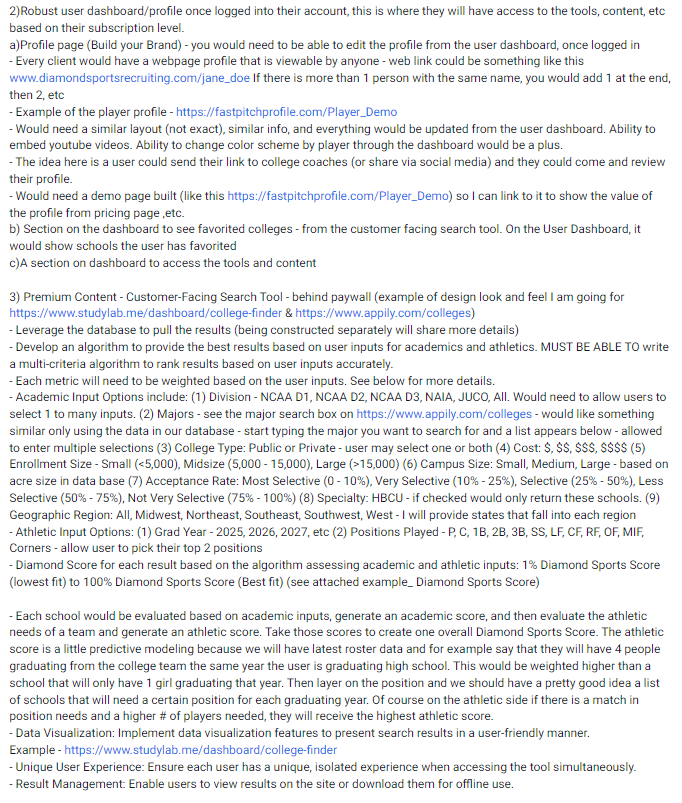 2)Robust user dashboard/profile once logged into their account, this is where they will have access to the tools, content, etc
based on their subscription level.
a)Profile page (Build your Brand) - you would need to be able to edit the profile from the user dashboard, once logged in
- Every client would have a webpage profile that is viewable by anyone - web link could be something like this
www.diamondsportsrecruiting.com/jane_doe If there is more than 1 person with the same name, you would add 1 at the end,
then 2, etc
- Example of the player profile - https://fastpitchprofile.com/Player_Demo
- Would need a similar layout (not exact), similar info, and everything would be updated from the user dashboard. Ability to
embed youtube videos. Ability to change color scheme by player through the dashboard would be a plus.
- The idea here is a user could send their link to college coaches (or share via social media) and they could come and review
their profile.
- Would need a demo page built (like this https://fastpitchprofile.com/Player_Demo) so I can link to it to show the value of
the profile from pricing page ,etc.
b) Section on the dashboard to see favorited colleges - from the customer facing search tool. On the User Dashboard, it
would show schools the user has favorited
c)A section on dashboard to access the tools and content
3) Premium Content - Customer-Facing Search Tool - behind paywall (example of design look and feel I am going for
https://www.studylab.me/dashboard/college-finder & https://www.appily.com/colleges)
- Leverage the database to pull the results (being constructed separately will share more details)
- Develop an algorithm to provide the best results based on user inputs for academics and athletics. MUST BE ABLE TO write
a multi-criteria algorithm to rank results based on user inputs accurately.
- Each metric will need to be weighted based on the user inputs. See below for more details.
- Academic Input Options include: (1) Division - NCAA D1, NCAA D2, NCAA D3, NAIA, JUCO, All. Would need to allow users to
select 1 to many inputs. (2) Majors - see the major search box on https://www.appily.com/colleges - would like something
similar only using the data in our database - start typing the major you want to search for and a list appears below - allowed
to enter multiple selections (3) College Type: Public or Private - user may select one or both (4) Cost: $, $$, $$$, $$$$ (5)
Enrollment Size - Small (<5,000), Midsize (5,000 - 15,000), Large (>15,000) (6) Campus Size: Small, Medium, Large - based on
acre size in data base (7) Acceptance Rate: Most Selective (0 - 10%), Very Selective (10% - 25%), Selective (25% - 50%), Less
Selective (50% - 75%), Not Very Selective (75% - 100%) (8) Specialty: HBCU - if checked would only return these schools. (9)
Geographic Region: All, Midwest, Northeast, Southeast, Southwest, West - I will provide states that fall into each region
- Athletic Input Options: (1) Grad Year - 2025, 2026, 2027, etc (2) Positions Played - P, C, 1B, 2B, 3B, SS, LF, CF, RF, OF, MIF,
Corners - allow user to pick their top 2 positions
- Diamond Score for each result based on the algorithm assessing academic and athletic inputs: 1% Diamond Sports Score
(lowest fit) to 100% Diamond Sports Score (Best fit) (see attached example_ Diamond Sports Score)
- Each school would be evaluated based on academic inputs, generate an academic score, and then evaluate the athletic
needs of a team and generate an athletic score. Take those scores to create one overall Diamond Sports Score. The athletic
score is a little predictive modeling because we will have latest roster data and for example say that they will have 4 people
graduating from the college team the same year the user is graduating high school. This would be weighted higher than a
school that will only have 1 girl graduating that year. Then layer on the position and we should have a pretty good idea a list
of schools that will need a certain position for each graduating year. Of course on the athletic side if there is a match in
position needs and a higher # of players needed, they will receive the highest athletic score.
- Data Visualization: Implement data visualization features to present search results in a user-friendly manner.
Example - https://www.studylab.me/dashboard/college-finder
- Unique User Experience: Ensure each user has a unique, isolated experience when accessing the tool simultaneously.
- Result Management: Enable users to view results on the site or download them for offline use.